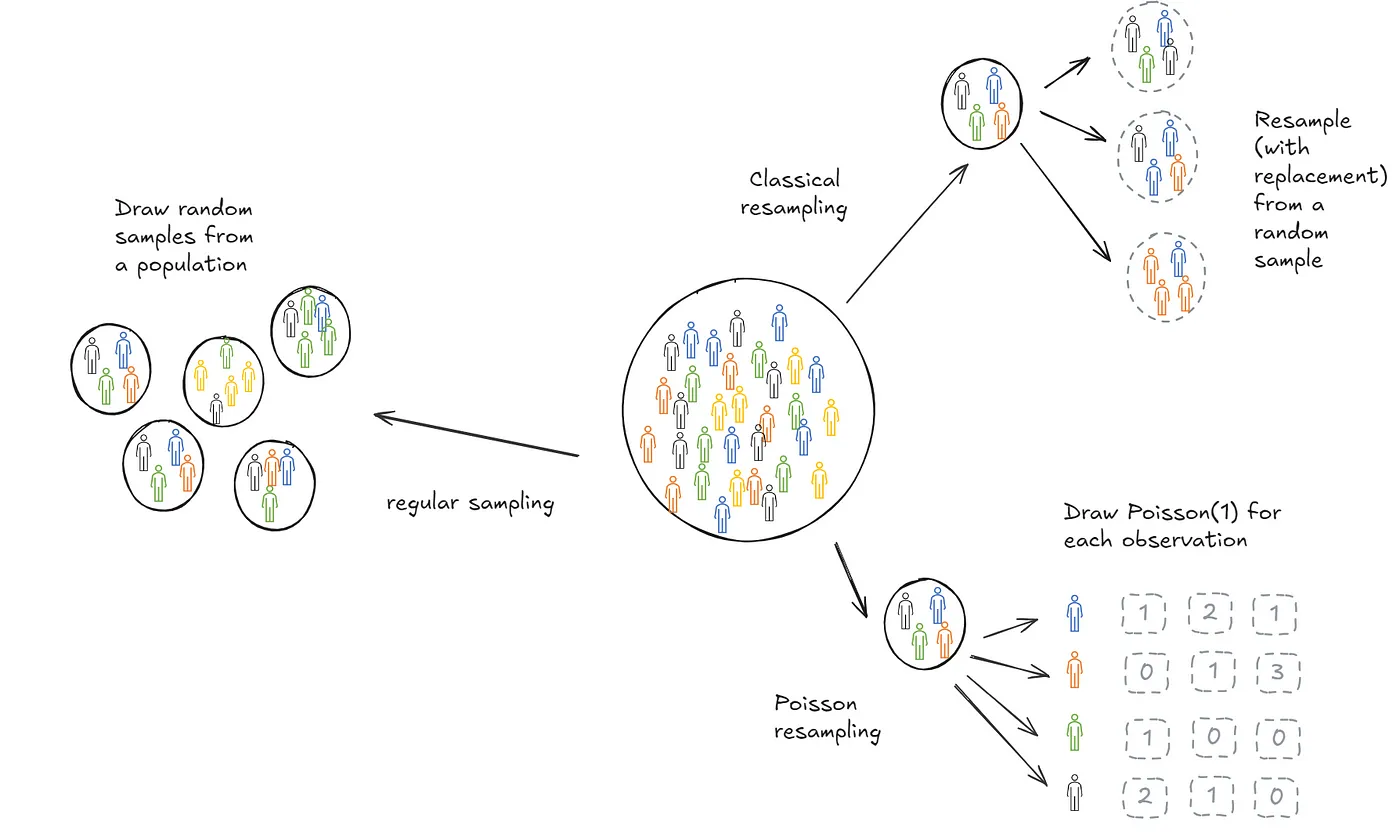 Draw random
samples from
a population
regular sampling
Classical
resampling
Resample
(with
replacement)
from a
random
sample
Poisson
resampling
Draw Poisson(1) for
each observation
1 2 1
0 1 3
1 0 0
2 1 0